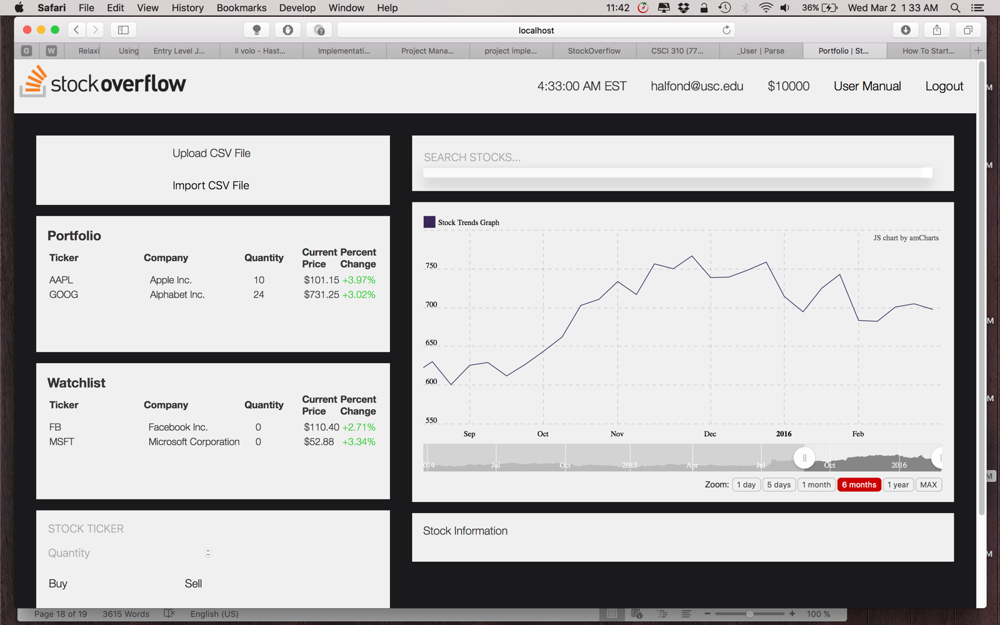 Safari File Edit View History Bookmarks Develop Window Help 11:42 36% Wed Mar 2 1 33 AM
localhost
G W Relaxi Using Entry Level J... Il volo - Hast... Implementati... Project Mana... project imple... StockOverflow CSCI 310 (77... _User | Parse Portfolio | St... How To Start...
stockoverflow 4:33:00 AM EST halfond@usc.edu $10000 User Manual Logout
Upload CSV File
Import CSV File
Portfolio
Ticker Company Quantity Current Price Percent Change
AAPL Apple Inc. 10 $101.15 +3.97%
GOOG Alphabet Inc. 24 $731.25 +3.02%
Watchlist
Ticker Company Quantity Current Price Percent Change
FB Facebook Inc. 0 $110.40 +2.71%
MSFT Microsoft Corporation 0 $52.88 +3.34%
STOCK TICKER
Quantity
Buy Sell
SEARCH STOCKS...
Stock Trends Graph
JS chart by amCharts
750
700
650
600
550
Sep Oct Nov Dec 2016 Feb
014 Jul Oct 2015 Apr Jul Oct 2016
Zoom: 1 day 5 days 1 month 6 months 1 year MAX
Stock Information
M
M
M
M
M
M
Page 18 of 19 3615 Words English (US) 100 %